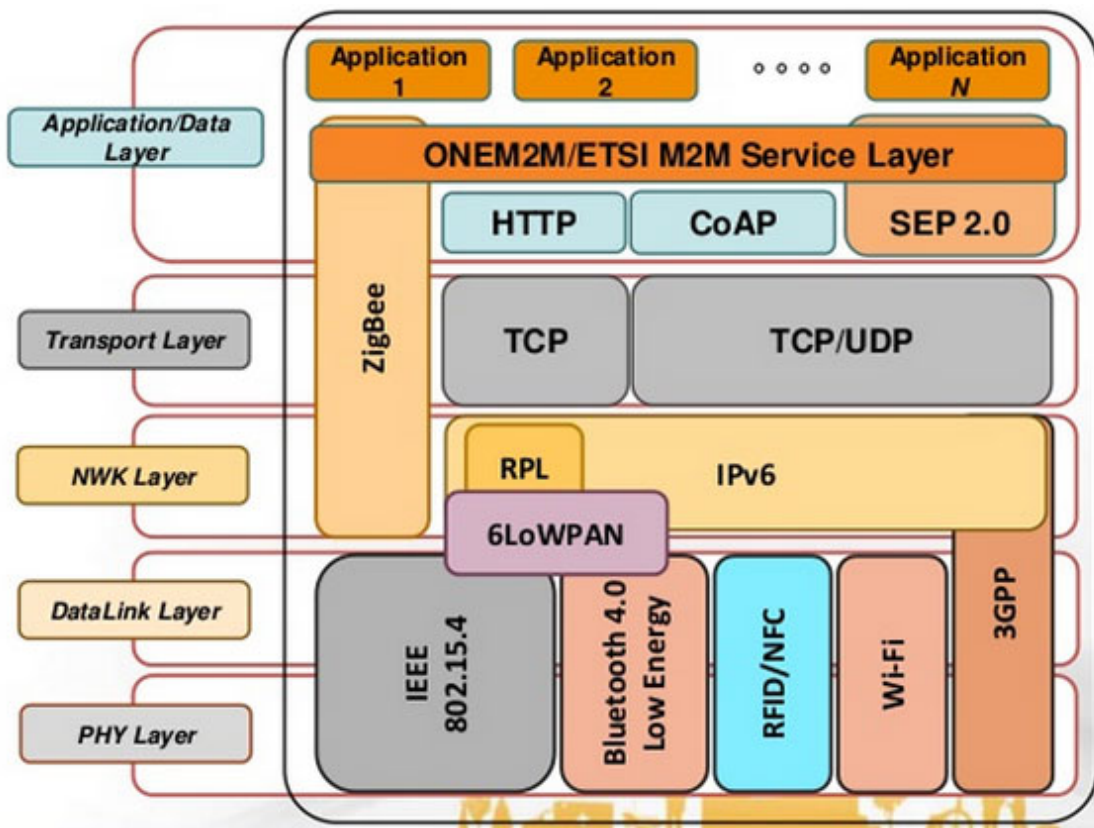 Application
1
Application
2
Application
N
Application/Data
Layer
ONEM2M/ETSI M2M Service Layer
HTTP
CoAP
SEP 2.0
Transport Layer
ZigBee
TCP
TCP/UDP
NWK Layer
RPL
IPv6
6LoWPAN
DataLink Layer
IEEE
802.15.4
Bluetooth 4.0
Low Energy
RFID/NFC
Wi-Fi
3GPP
PHY Layer